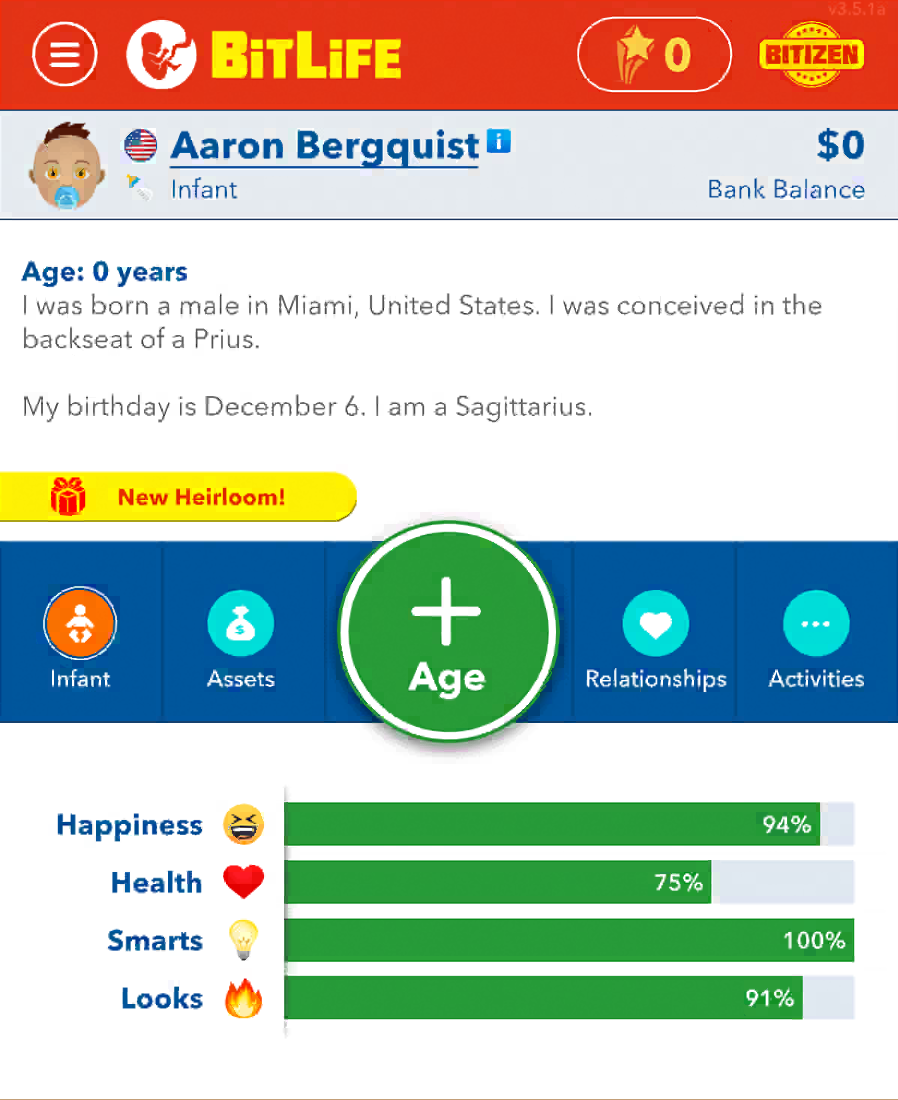 v3.5.1a
BITLIFE
0
BITIZEN
Aaron Bergquist
i
$0
Infant
Bank Balance
Age: 0 years
I was born a male in Miami, United States. I was conceived in the
backseat of a Prius.
My birthday is December 6. I am a Sagittarius.
New Heirloom!
Infant
Assets
+
Age
Relationships
Activities
Happiness 94%
Health 75%
Smarts 100%
Looks 91%